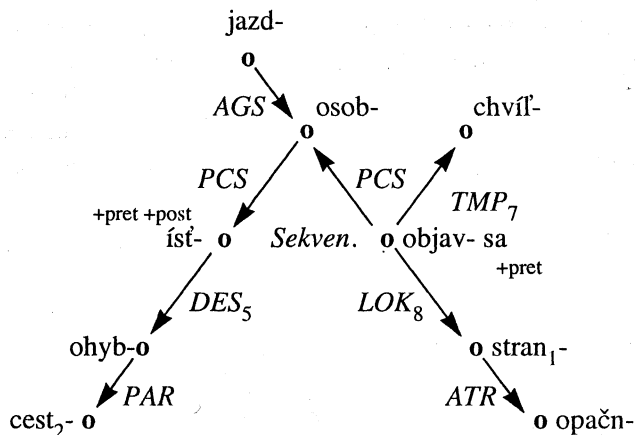 jazd-
AGS osob- chvíľ-
PCS PCS TMP₇
+pret +post
ísť- Sekven. objav- sa
+pret
DES₅ LOK₈
ohyb- stran₁-
PAR ATR
cest₂- opačn-